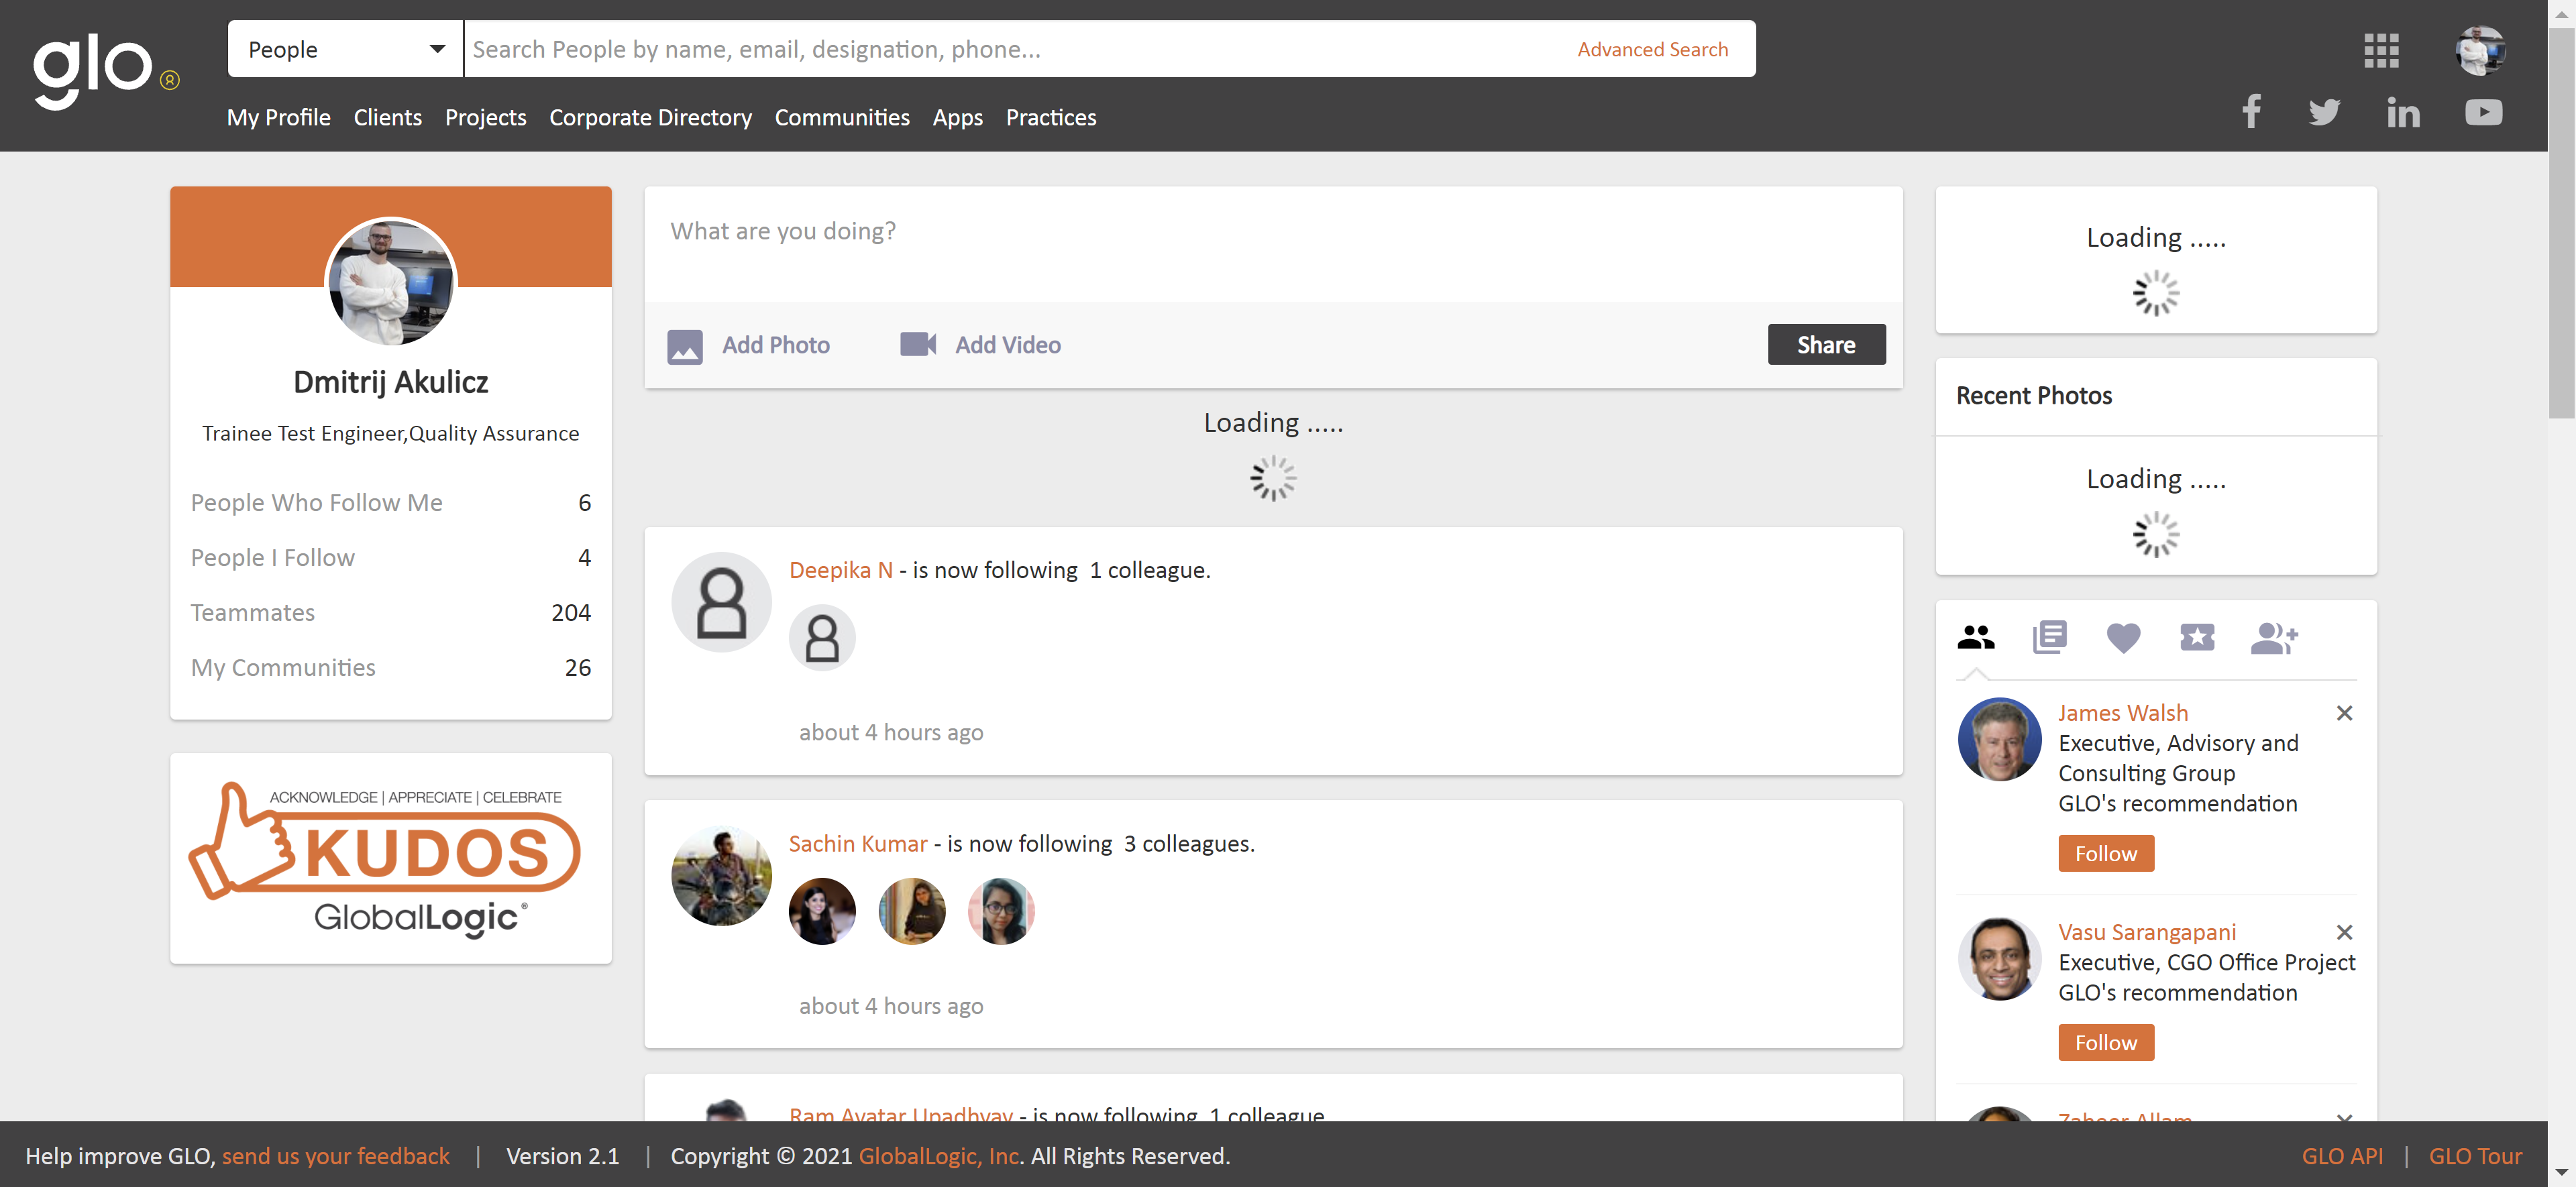 glo
People
Search People by name, email, designation, phone...
Advanced Search
My Profile Clients Projects Corporate Directory Communities Apps Practices
Dmitrij Akulicz
Trainee Test Engineer,Quality Assurance
People Who Follow Me 6
People I Follow 4
Teammates 204
My Communities 26
ACKNOWLEDGE | APPRECIATE | CELEBRATE
KUDOS
GlobalLogic®
What are you doing?
Add Photo Add Video Share
Loading .....
Deepika N - is now following 1 colleague.
about 4 hours ago
Sachin Kumar - is now following 3 colleagues.
about 4 hours ago
Ram Avatar Upadhyay - is now following 1 colleague
Loading .....
Recent Photos
Loading .....
James Walsh
Executive, Advisory and
Consulting Group
GLO's recommendation
Follow
Vasu Sarangapani
Executive, CGO Office Project
GLO's recommendation
Follow
Zaheer Allam
Help improve GLO, send us your feedback | Version 2.1 | Copyright © 2021 GlobalLogic, Inc. All Rights Reserved.
GLO API | GLO Tour